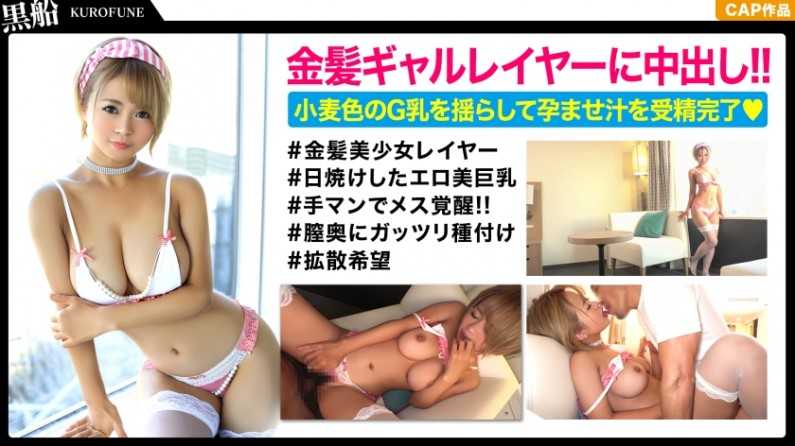 黒船 KUROFUNE
CAP作品
金髪ギャルレイヤーに中出し!!
小麦色のG乳を揺らして孕ませ汁を受精完了♥
#金髪美少女レイヤー
#日焼けしたエロ美巨乳
#手マンでメス覚醒!!
#膣奥にガッツリ種付け
#拡散希望